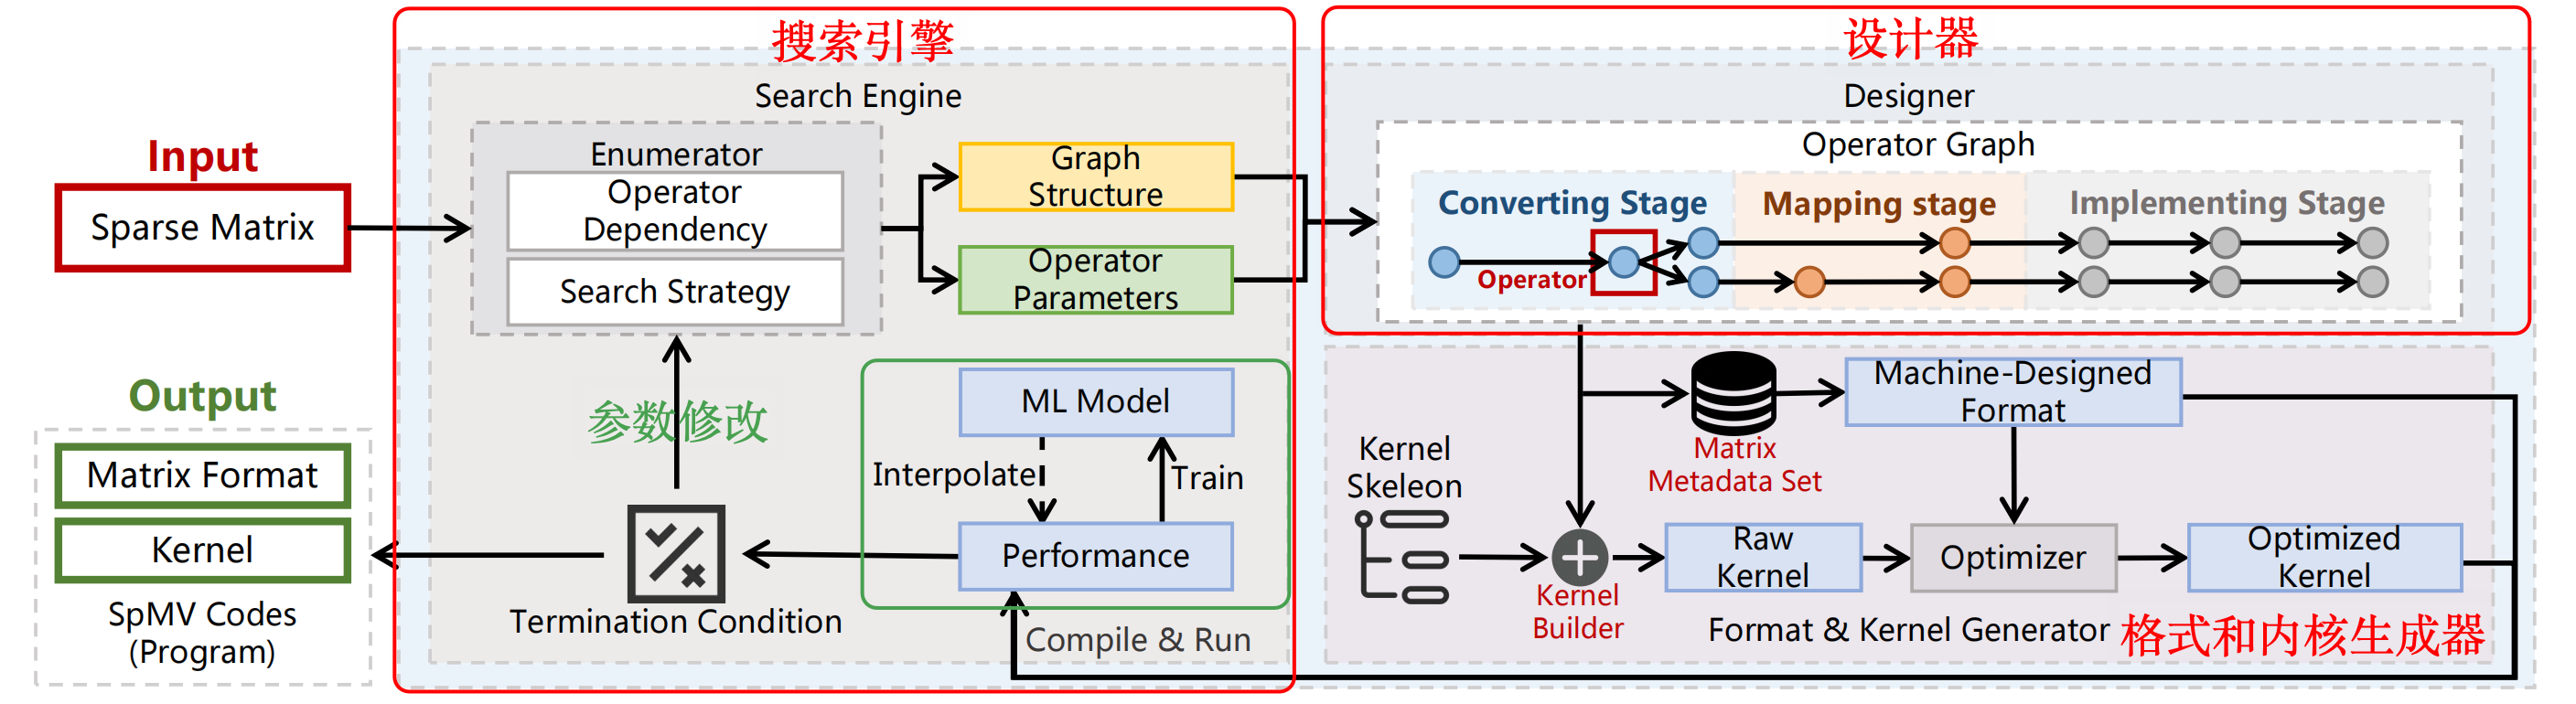 Input
Sparse Matrix
Output
Matrix Format
Kernel
SpMV Codes
(Program)
搜索引擎
Search Engine
Enumerator
Operator
Dependency
Search Strategy
Graph
Structure
Operator
Parameters
参数修改
ML Model
Interpolate
Train
Performance
Termination Condition
Compile & Run
设计器
Designer
Operator Graph
Converting Stage
Mapping stage
Implementing Stage
Operator
Matrix
Metadata Set
Machine-Designed
Format
Kernel
Skeleon
Kernel
Builder
Raw
Kernel
Optimizer
Optimized
Kernel
Format & Kernel Generator
格式和内核生成器